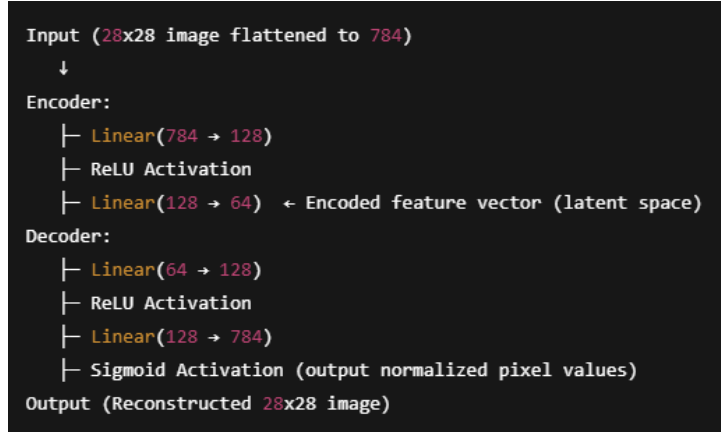 Input (28x28 image flattened to 784)
↓
Encoder:
├─ Linear(784 → 128)
├─ ReLU Activation
├─ Linear(128 → 64)  ← Encoded feature vector (latent space)
Decoder:
├─ Linear(64 → 128)
├─ ReLU Activation
├─ Linear(128 → 784)
├─ Sigmoid Activation (output normalized pixel values)
Output (Reconstructed 28x28 image)